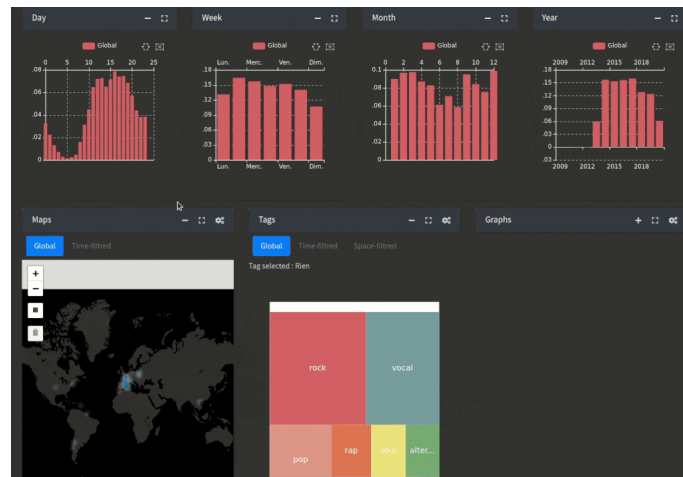 Day
Week
Month
Year
Global
Global
Global
Global
0 5 10 15 20 25
Lun. Merc. Ven. Dim.
0 2 4 6 8 10 12
2009 2012 2015 2018
.08
.06
.04
.02
0
.18
.15
.12
.09
.06
.03
0
0.1
.08
.06
.04
.02
0
.18
.15
.12
.09
.06
.03
0
.03
Lun. Merc. Ven. Dim.
2009 2012 2015 2018
Maps
Tags
Graphs
Global Time-filtred
Global Time-filtred Space-filtred
Tag selected : Rien
rock
vocal
pop
rap
soul
alter...